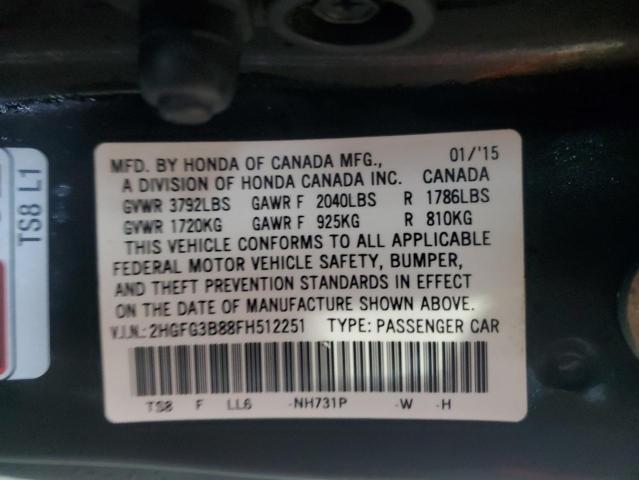 MFD. BY HONDA OF CANADA MFG., 01/'15
A DIVISION OF HONDA CANADA INC. CANADA
GVWR 3792LBS GAWR F 2040LBS R 1786LBS
GVWR 1720KG GAWR F 925KG R 810KG
THIS VEHICLE CONFORMS TO ALL APPLICABLE
FEDERAL MOTOR VEHICLE SAFETY, BUMPER,
AND THEFT PREVENTION STANDARDS IN EFFECT
ON THE DATE OF MANUFACTURE SHOWN ABOVE.
V.I.N.: 2HGFG3B88FH512251 TYPE: PASSENGER CAR
TS8 F LL6 -NH731P -W -H
TS8 L1